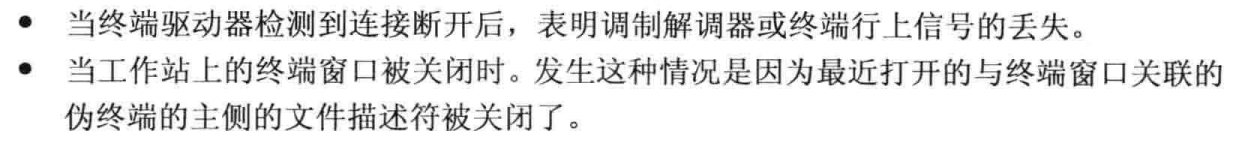 ● 当终端驱动器检测到连接断开后，表明调制解调器或终端行上信号的丢失。
● 当工作站上的终端窗口被关闭时。发生这种情况是因为最近打开的与终端窗口关联的
伪终端的主侧的文件描述符被关闭了。